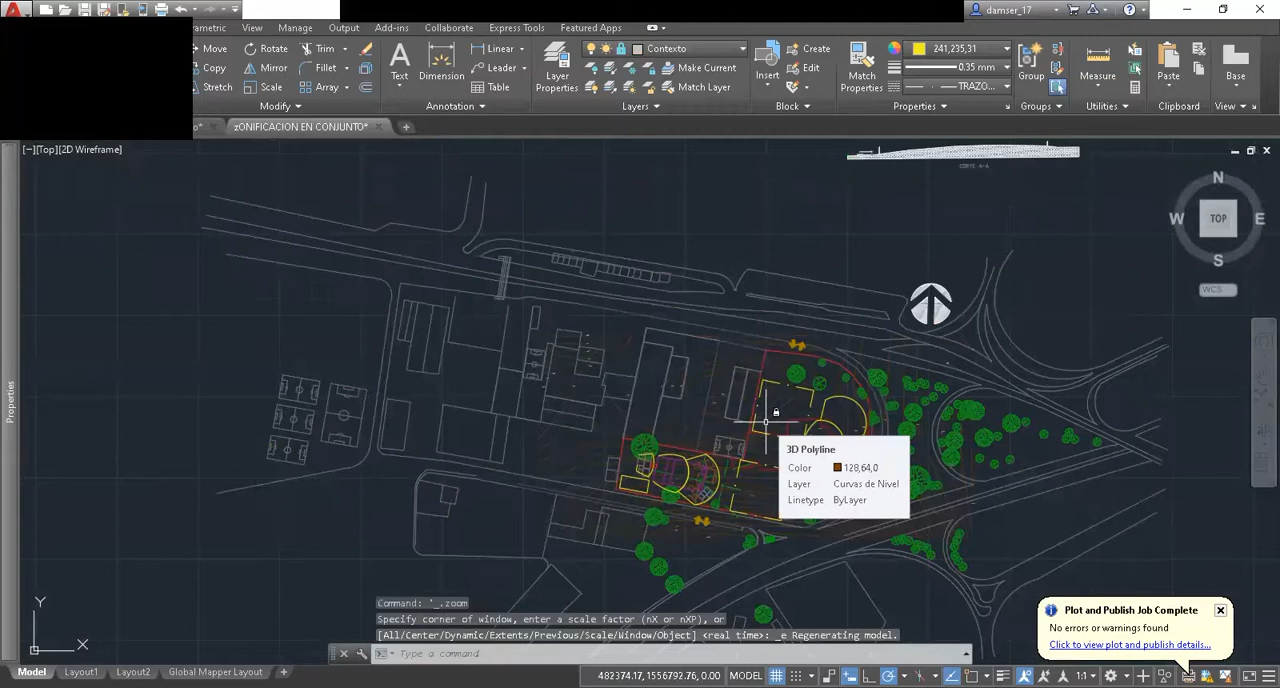 damser_17
rametric View Manage Output Add-ins Collaborate Express Tools Featured Apps
Move Rotate Trim
Copy Mirror Fillet
Stretch Scale Array
Modify
Text Dimension
Linear
Leader
Table
Annotation
Layer Properties
Contexto
Make Current
Match Layer
Layers
Insert
Create
Edit
Block
Match Properties
241,235,31
0.35 mm
TRAZO...
Properties
Group
Groups
Measure
Utilities
Paste
Clipboard
Base
View
zONIFICACION EN CONJUNTO*
[−][Top][2D Wireframe]
CORTE A-A
N
W TOP E
S
WCS
Properties
3D Polyline
Color 128,64,0
Layer Curvas de Nivel
Linetype ByLayer
Command: '_.zoom
Specify corner of window, enter a scale factor (nX or nXP), or
[All/Center/Dynamic/Extents/Previous/Scale/Window/Object] <real time>: _e Regenerating model.
Type a command
Y
X
Plot and Publish Job Complete
No errors or warnings found
Click to view plot and publish details...
Model Layout1 Layout2 Global Mapper Layout
482374.17, 1556792.76, 0.00 MODEL 1:1